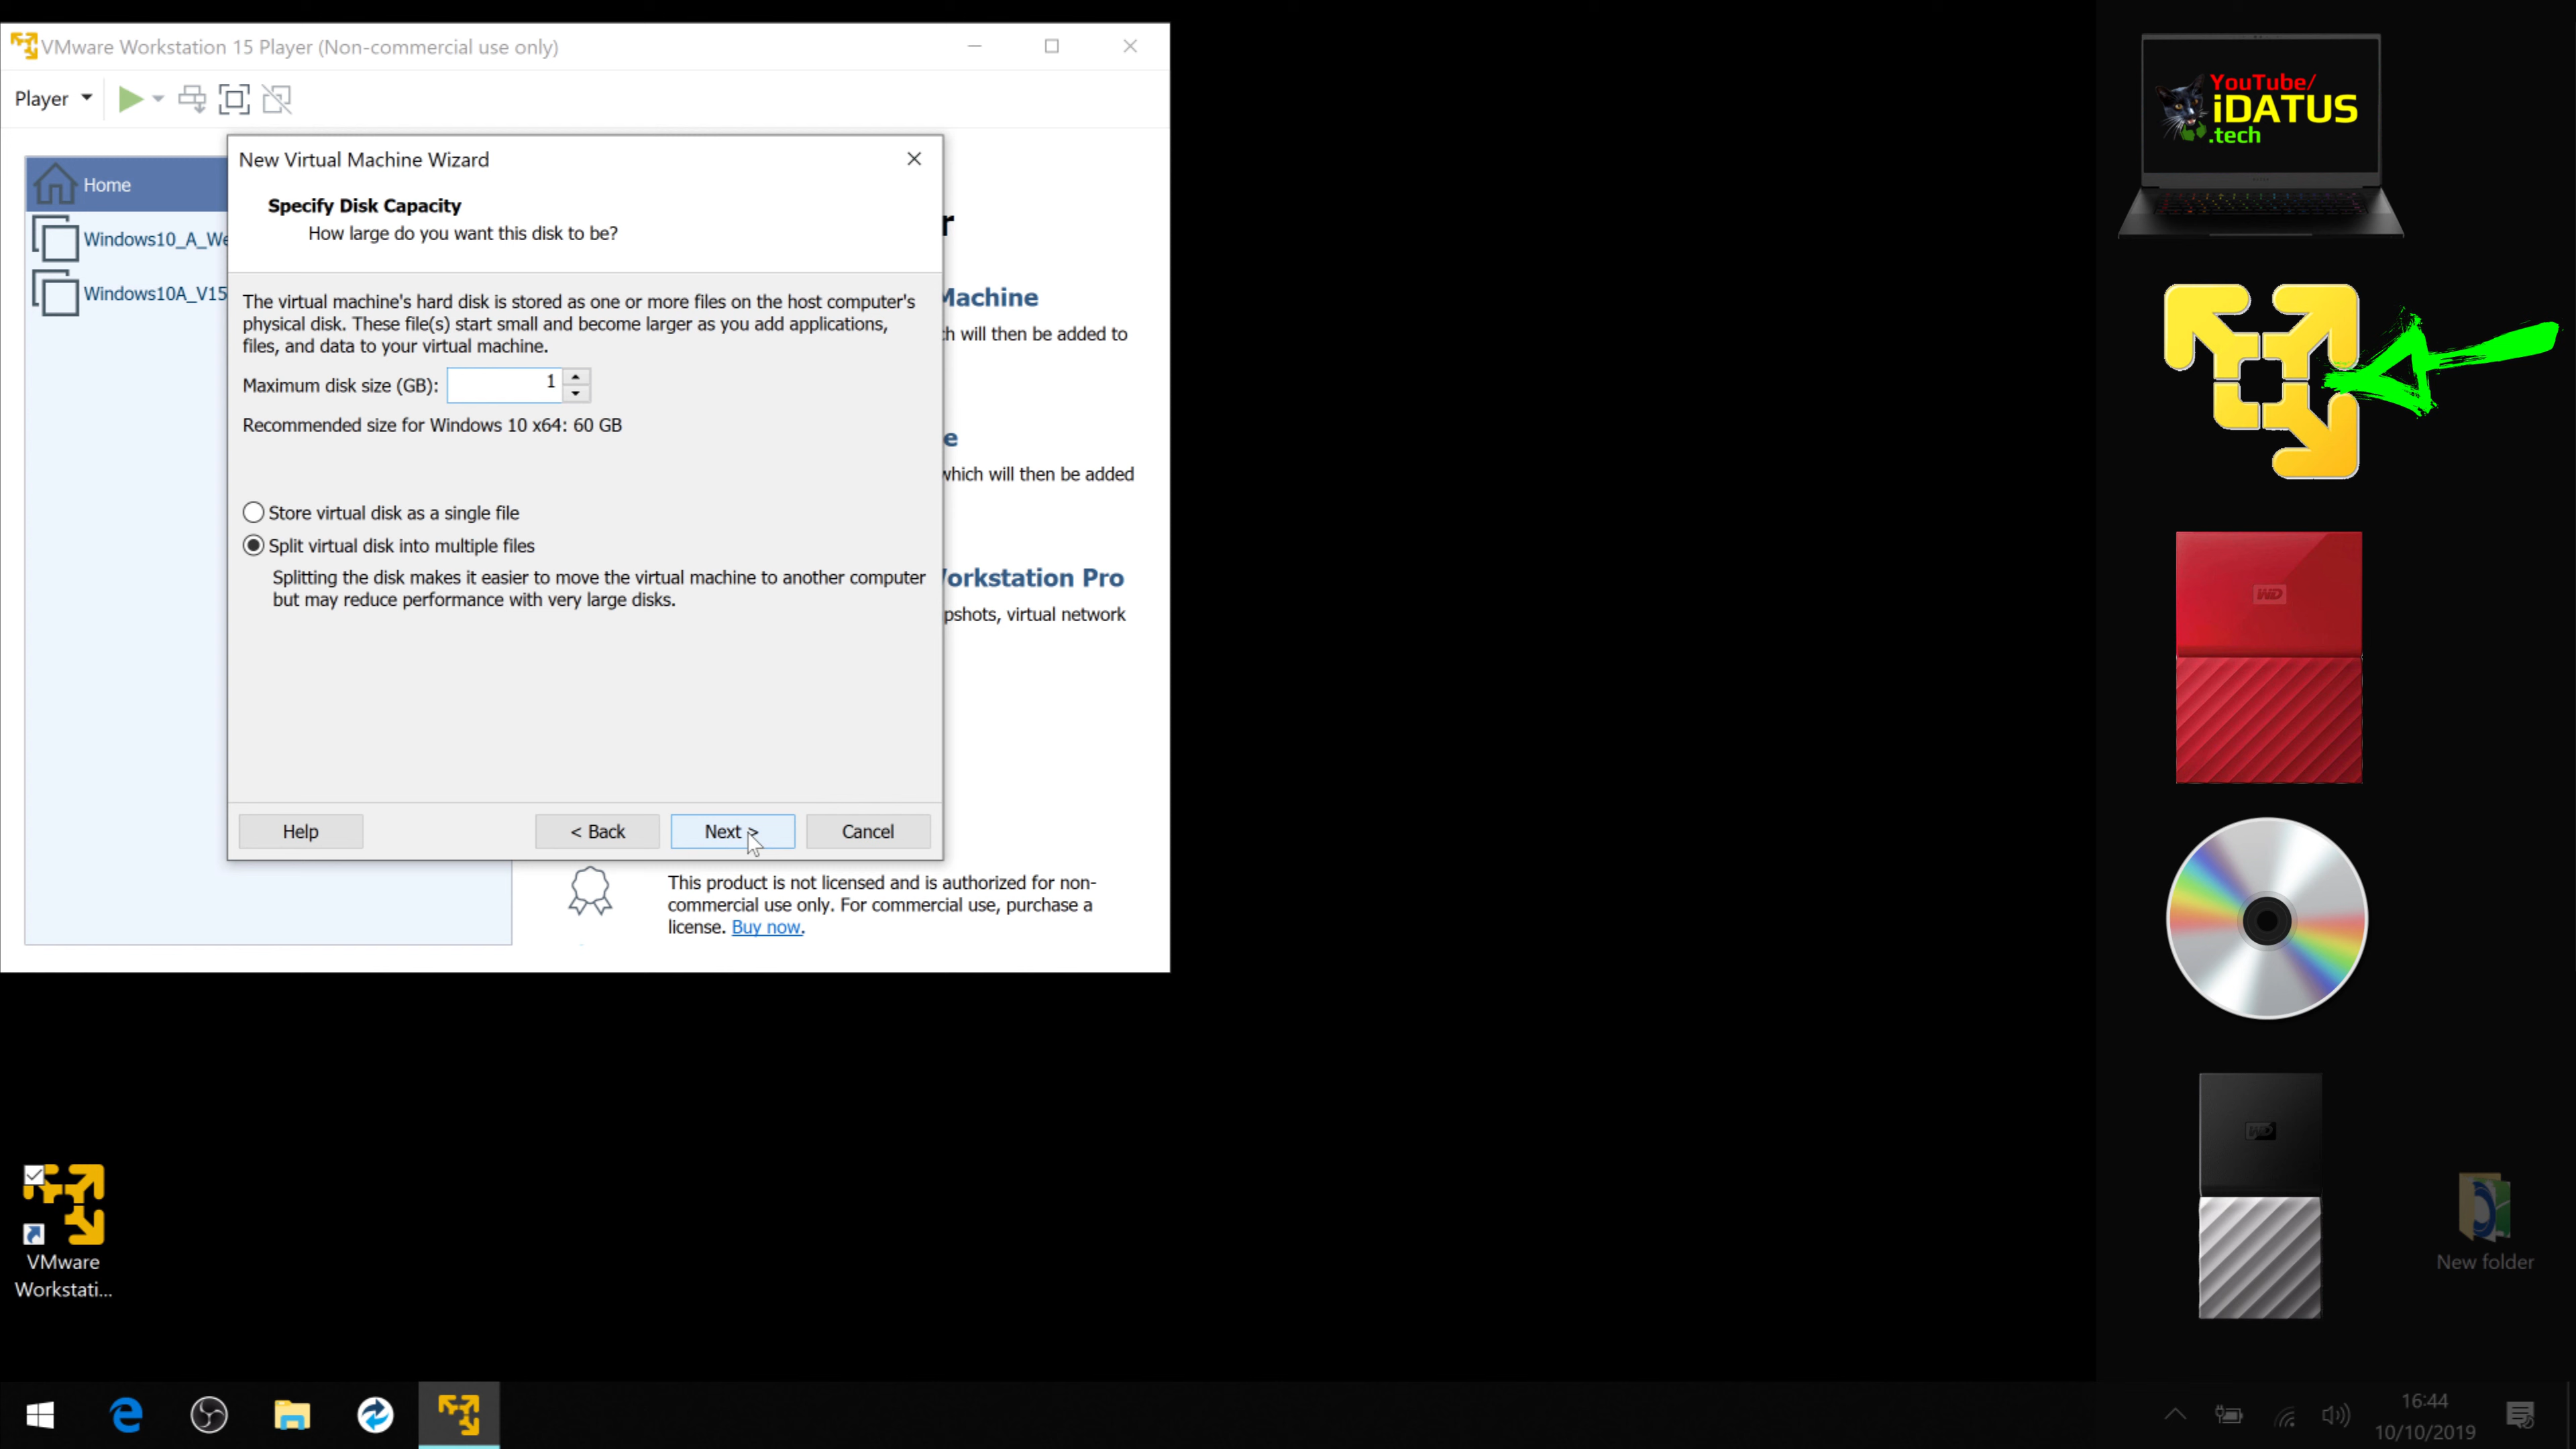 VMware Workstation 15 Player (Non-commercial use only)
Player
Home
Windows10_A_We
Windows10A_V15
New Virtual Machine Wizard
Specify Disk Capacity
How large do you want this disk to be?
The virtual machine's hard disk is stored as one or more files on the host computer's
physical disk. These file(s) start small and become larger as you add applications,
files, and data to your virtual machine.
Maximum disk size (GB): 1
Recommended size for Windows 10 x64: 60 GB
Store virtual disk as a single file
Split virtual disk into multiple files
Splitting the disk makes it easier to move the virtual machine to another computer
but may reduce performance with very large disks.
Help
< Back
Next >
Cancel
r
Machine
ch will then be added to
e
which will then be added
Workstation Pro
pshots, virtual network
This product is not licensed and is authorized for non-
commercial use only. For commercial use, purchase a
license. Buy now.
YouTube/
iDATUS
.tech
WD
WD
VMware
Workstati...
New folder
16:44
10/10/2019